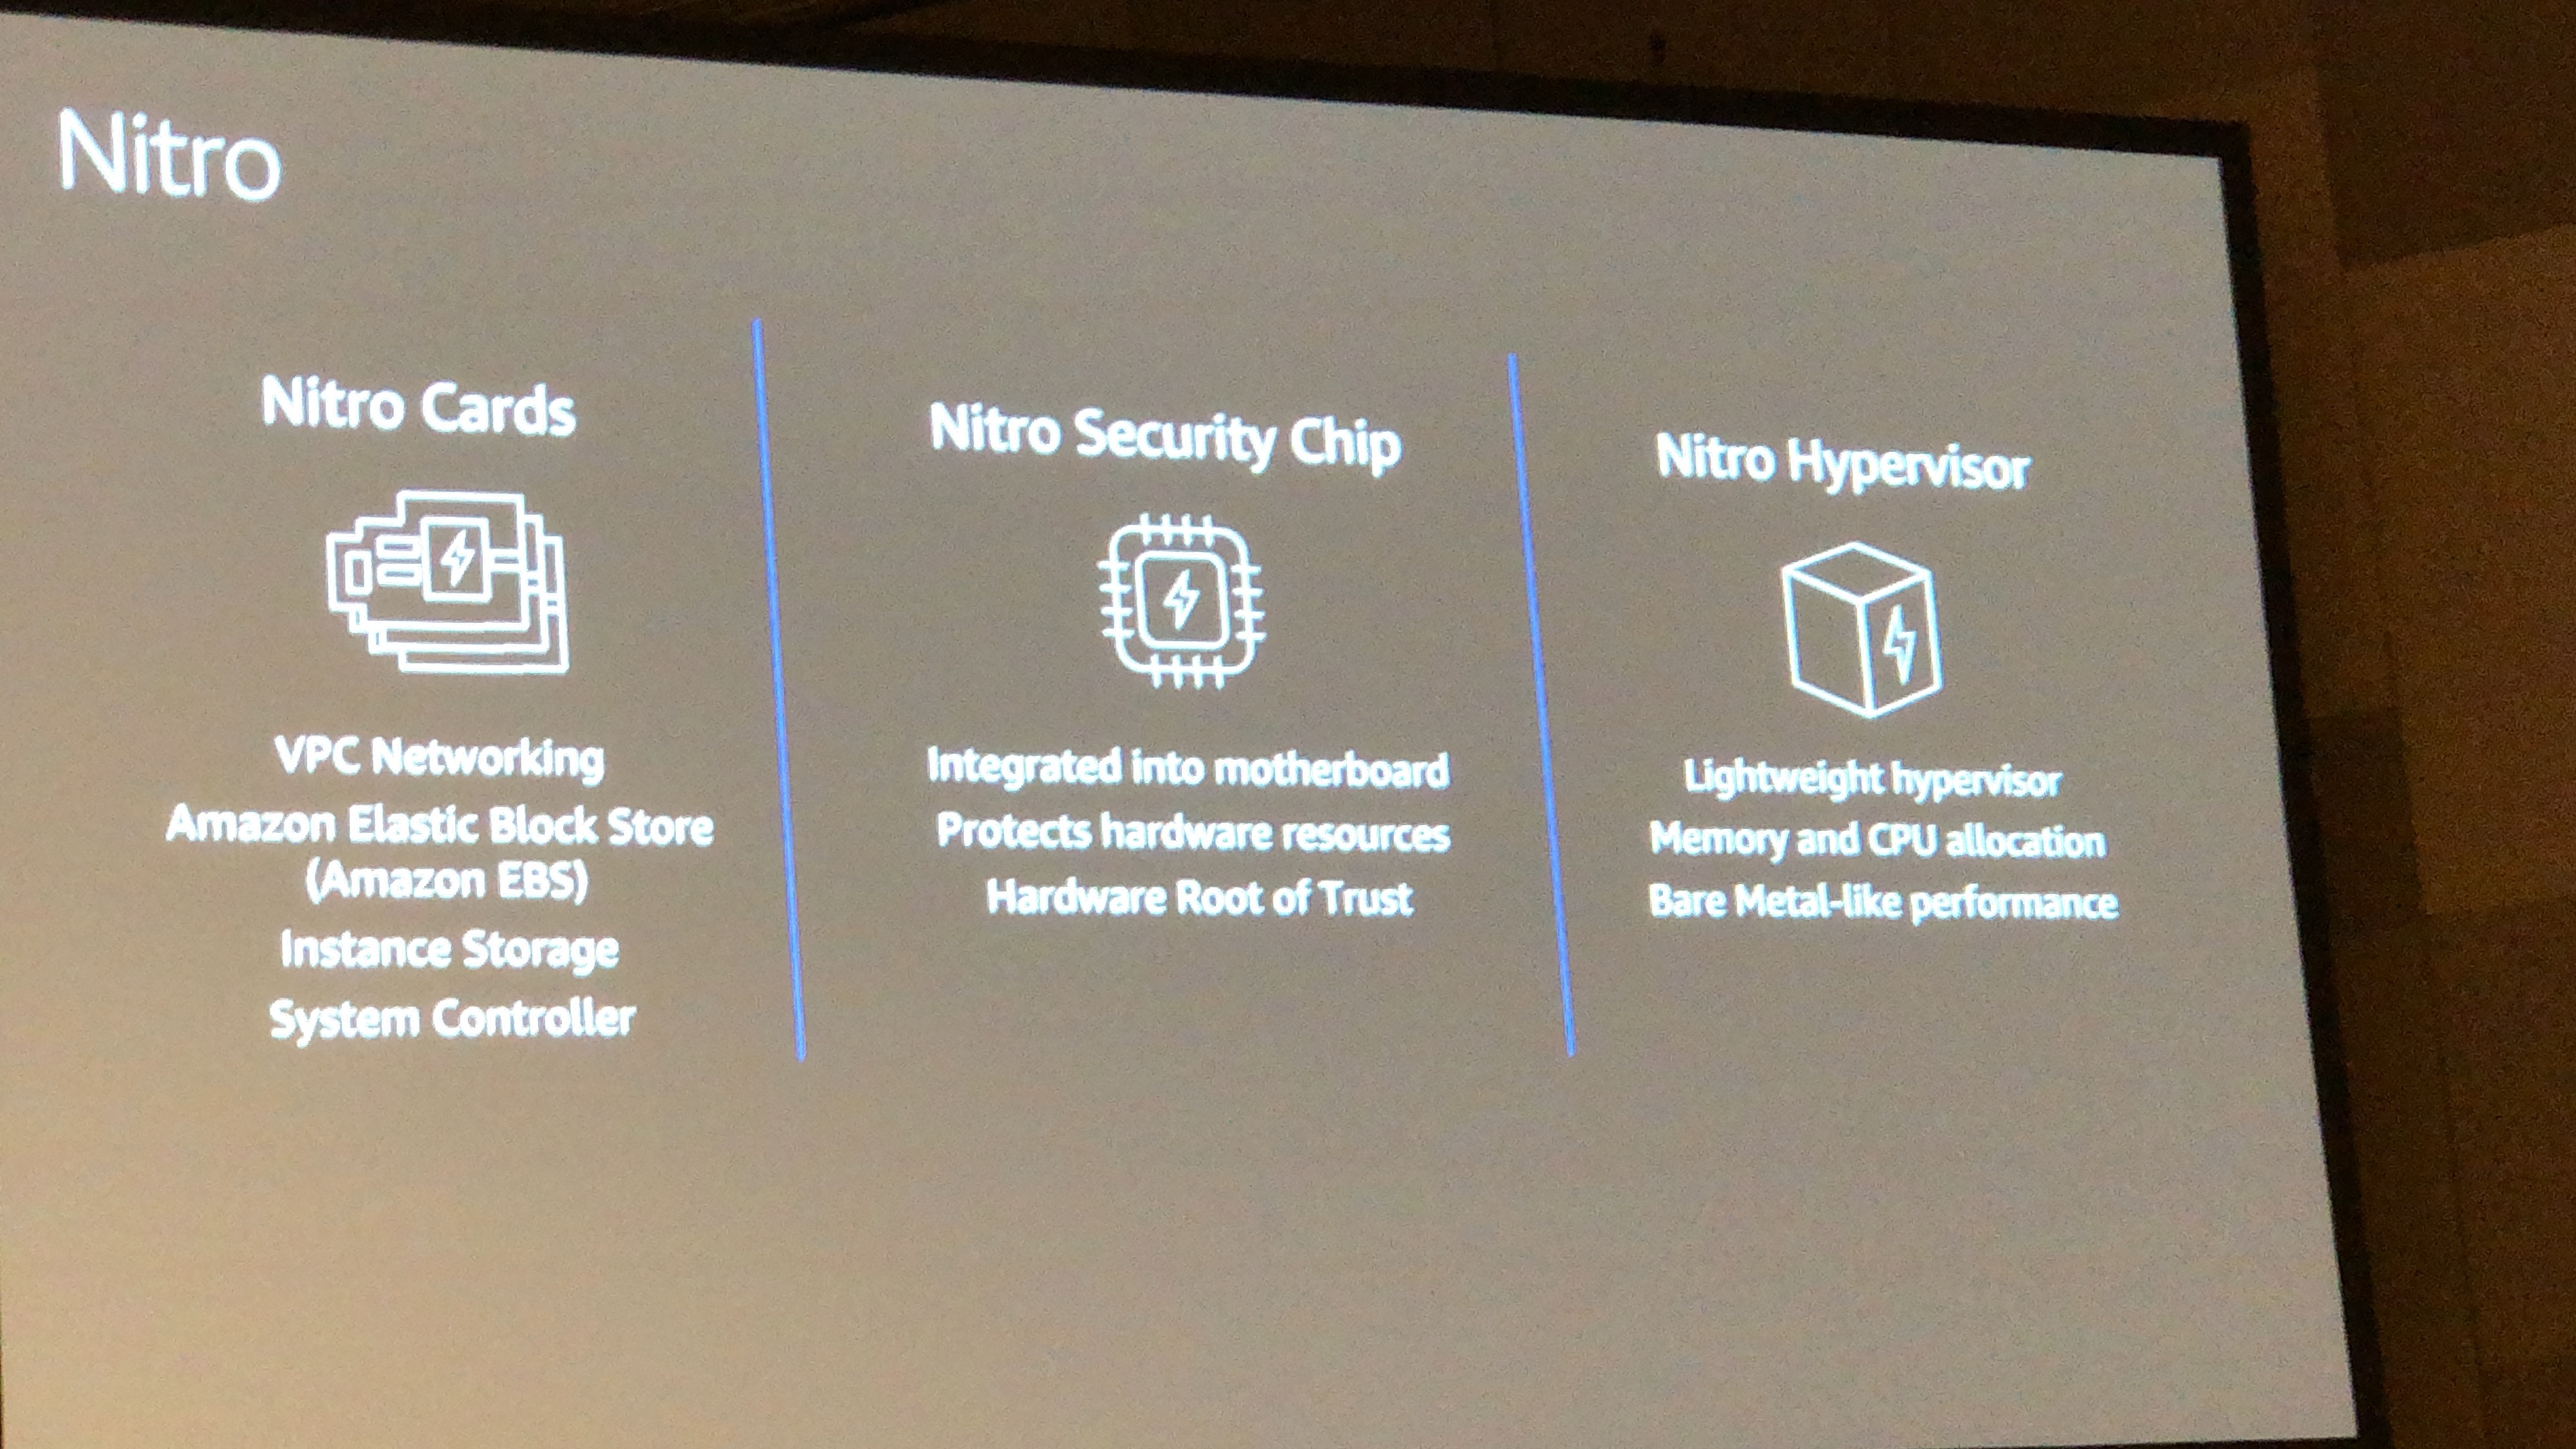 Nitro
Nitro Cards
VPC Networking
Amazon Elastic Block Store
(Amazon EBS)
Instance Storage
System Controller
Nitro Security Chip
Integrated into motherboard
Protects hardware resources
Hardware Root of Trust
Nitro Hypervisor
Lightweight hypervisor
Memory and CPU allocation
Bare Metal-like performance